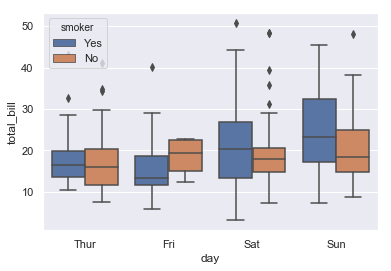 smoker
Yes
No
50
40
30
20
10
total_bill
Thur Fri Sat Sun
day